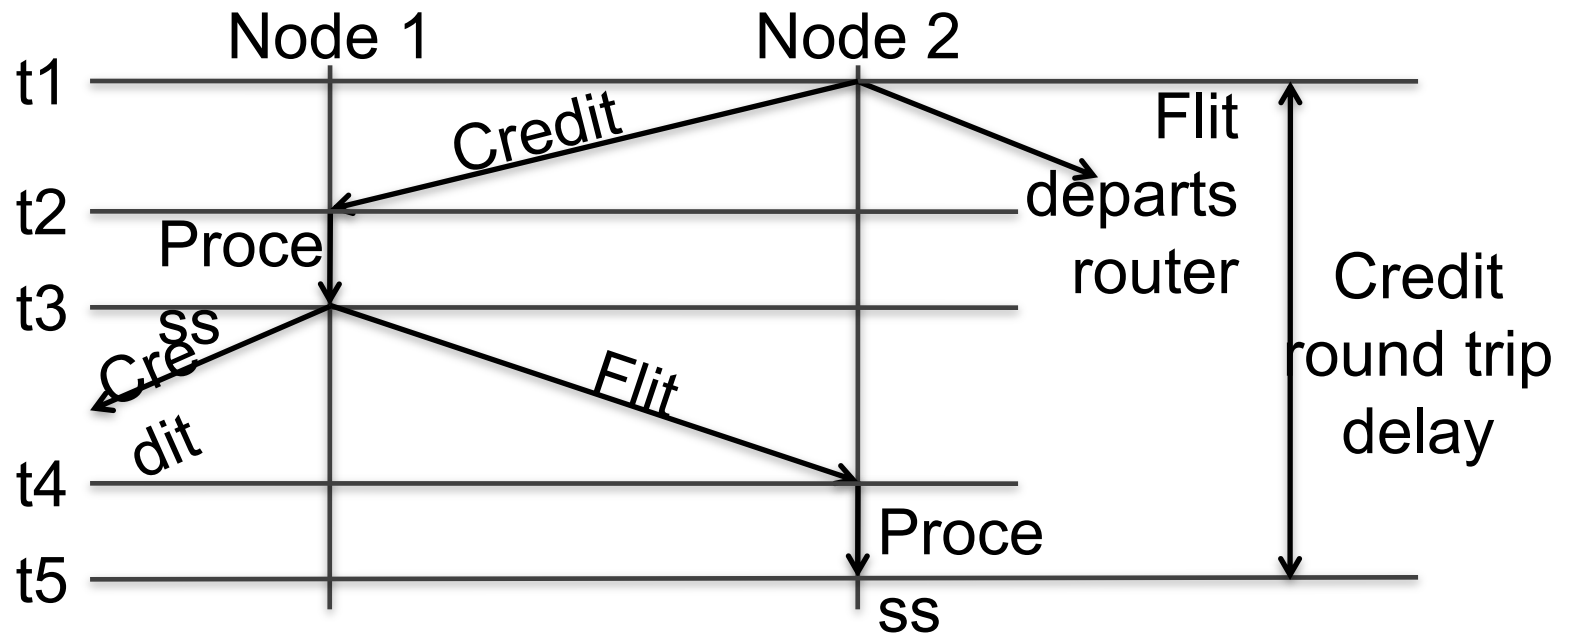 Node 1
Node 2
t1
Flit
departs
router
Credit
t2
Proce
ss
t3
Cre
dit
Flit
Credit
round trip
delay
t4
Proce
ss
t5